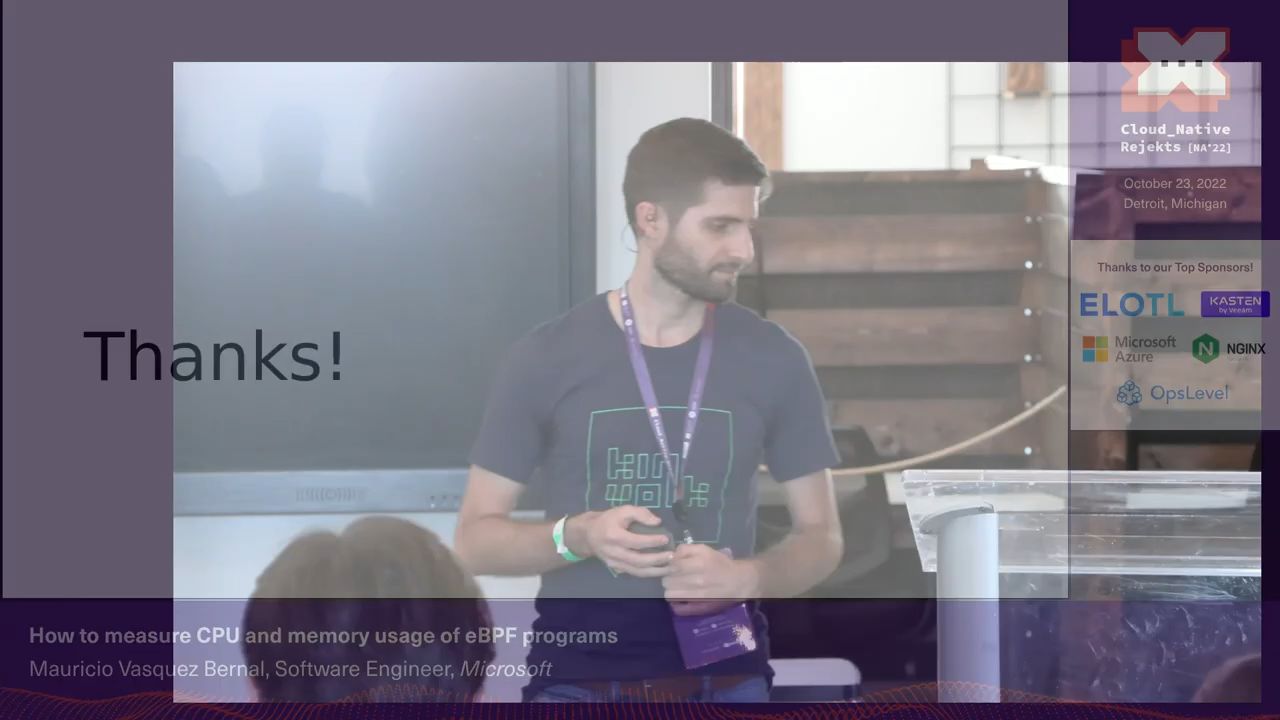 Cloud_Native
Rejekts [NA'22]
October 23, 2022
Detroit, Michigan
Thanks to our Top Sponsors!
ELOTL
KASTEN
by Veeam
Microsoft
Azure
NGINX
OpsLevel
Thanks!
kin
volk
How to measure CPU and memory usage of eBPF programs
Mauricio Vasquez Bernal, Software Engineer, Microsoft